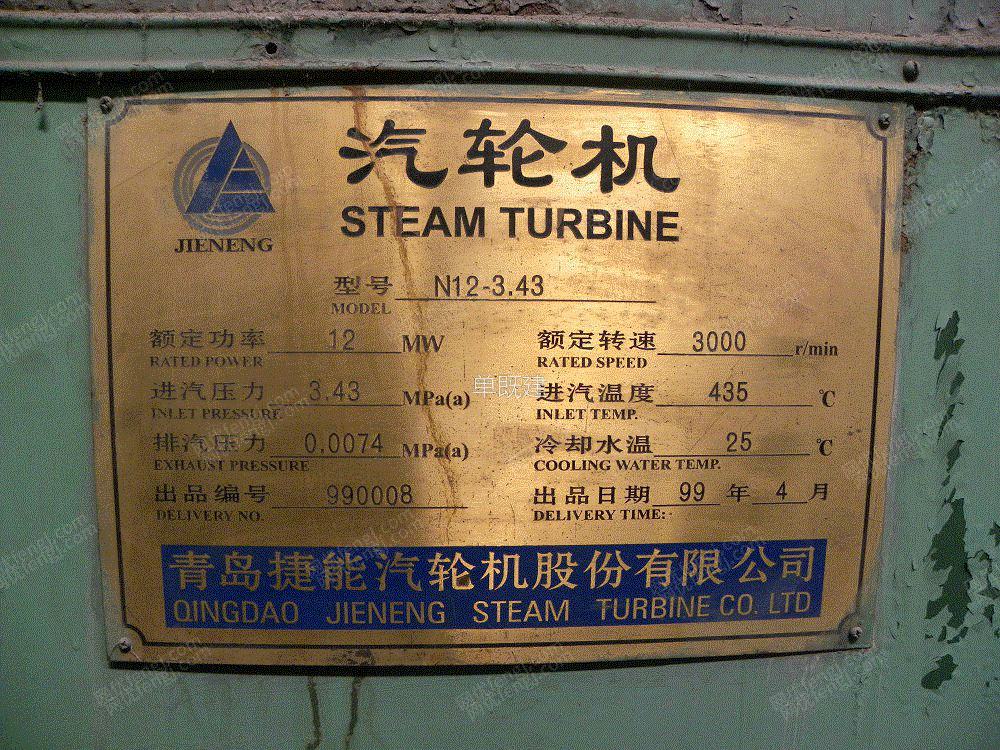 汽轮机
STEAM TURBINE
JIENENG
型号 N12-3.43
MODEL
额定功率 12 MW 额定转速 3000 r/min
RATED POWER RATED SPEED
进汽压力 3.43 MPa(a) 进汽温度 435 ℃
INLET PRESSURE INLET TEMP.
排汽压力 0.0074 MPa(a) 冷却水温 25 ℃
EXHAUST PRESSURE COOLING WATER TEMP.
出品编号 990008 出品日期 99 年 4 月
DELIVERY NO. DELIVERY TIME:
青岛捷能汽轮机股份有限公司
QINGDAO JIENENG STEAM TURBINE CO. LTD